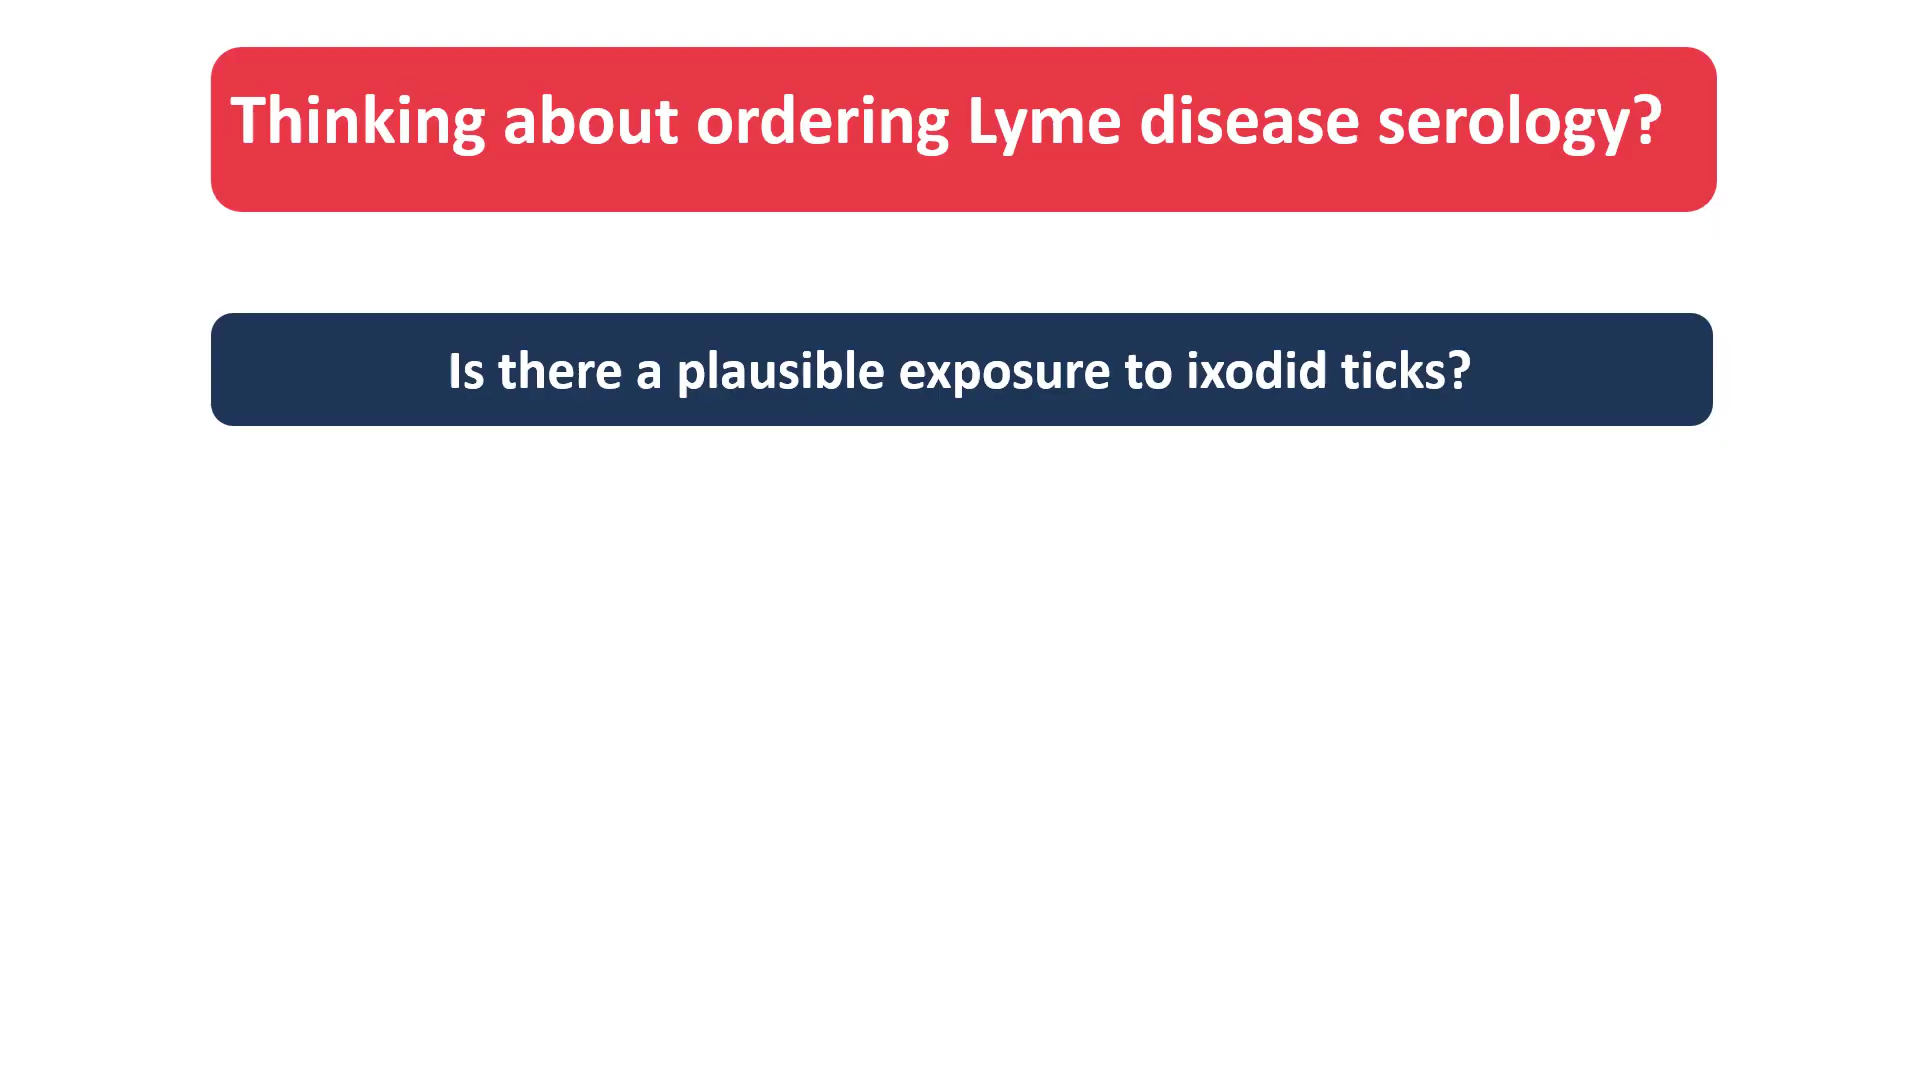 Thinking about ordering Lyme disease serology?
Is there a plausible exposure to ixodid ticks?